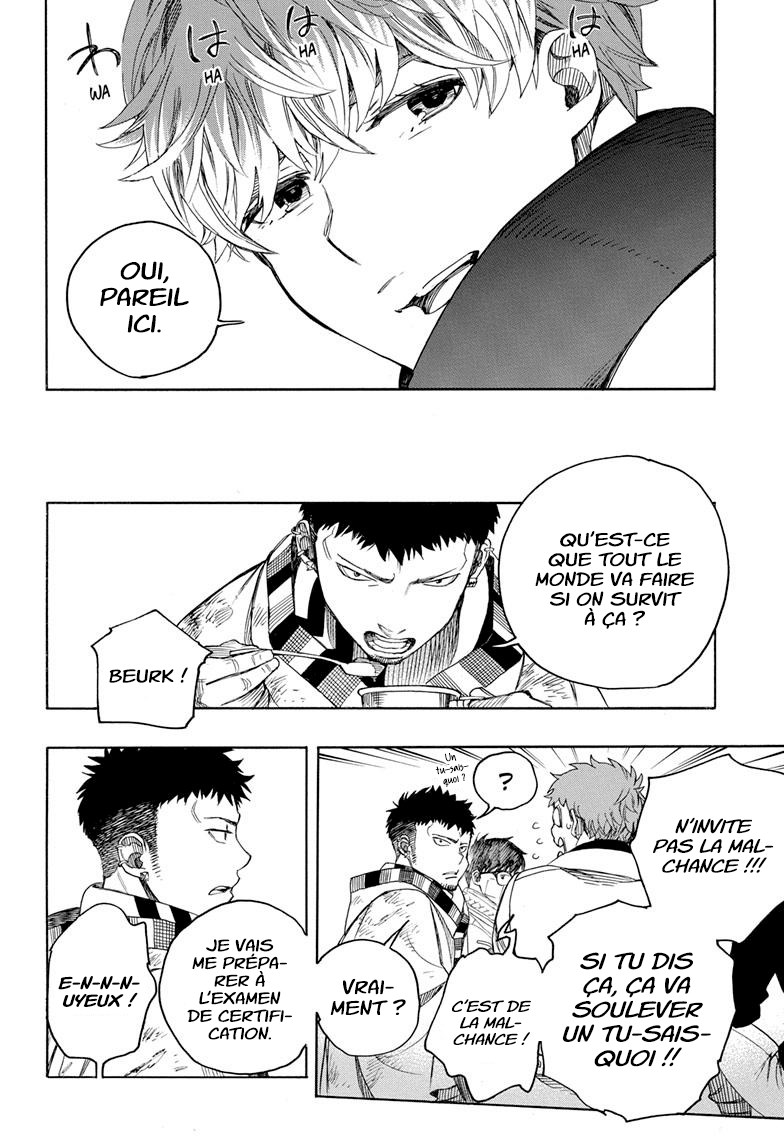 わ
は
は
WA
HA
HA
OUI,
PAREIL
ICI.
QU'EST-CE
QUE TOUT LE
MONDE VA FAIRE
SI ON SURVIT
À ÇA ?
BEURK !
N'INVITE
PAS LA MAL-
CHANCE !!!
?
Un
tu-sais-
quoi ?
SI TU DIS
ÇA, ÇA VA
SOULEVER
UN TU-SAIS-
QUOI !!
C'EST DE
LA MAL-
CHANCE !
VRAI-
MENT ?
JE VAIS
ME PRÉPA-
RER À
L'EXAMEN
DE CERTIFI-
CATION.
E-N-N-N-
UYEUX !